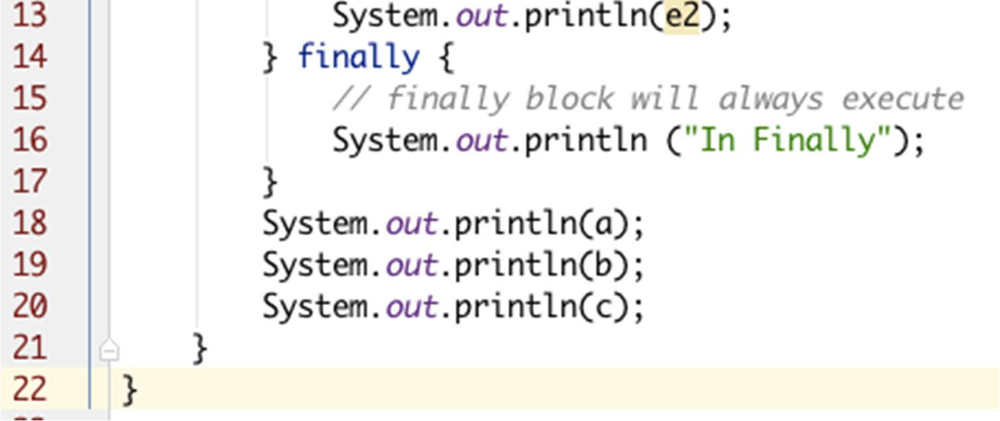 13 System.out.println(e2);
14 } finally {
15 // finally block will always execute
16 System.out.println ("In Finally");
17 }
18 System.out.println(a);
19 System.out.println(b);
20 System.out.println(c);
21 }
22 }